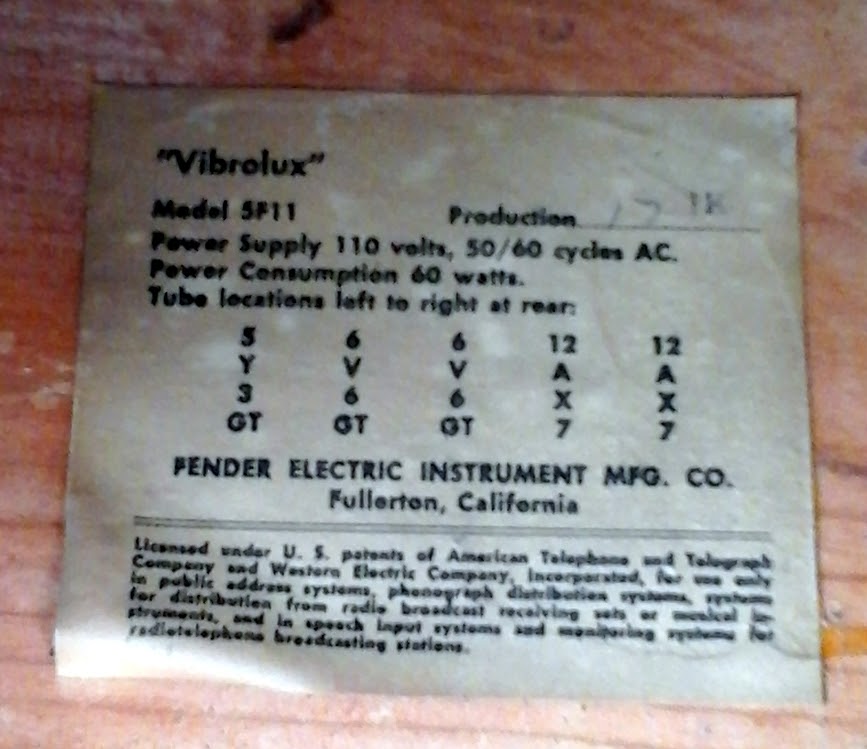 "Vibrolux"
Model 5F11 Production
Power Supply 110 volts, 50/60 cycles AC.
Power Consumption 60 watts.
Tube locations left to right at rear:
5 6 6 12 12
Y V V A A
3 6 6 X X
GT GT GT 7 7
FENDER ELECTRIC INSTRUMENT MFG. CO.
Fullerton, California
Licensed under U. S. patents of American Telephone and Telegraph
Company and Western Electric Company, Incorporated, for use only
in public address systems, phonograph distribution systems, systems
for distribution from radio broadcast receiving sets or musical in-
struments, and in speech input systems and monitoring systems for
radiotelephone broadcasting stations.